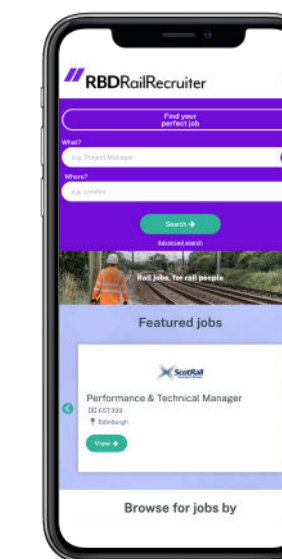 RBDRailRecruiter
Find your
perfect job
What?
e.g. Project Manager
Where?
e.g. London
Search
Advanced search
Rail jobs, for rail people
Featured jobs
ScotRail
Performance & Technical Manager
Edinburgh
View
Browse for jobs by